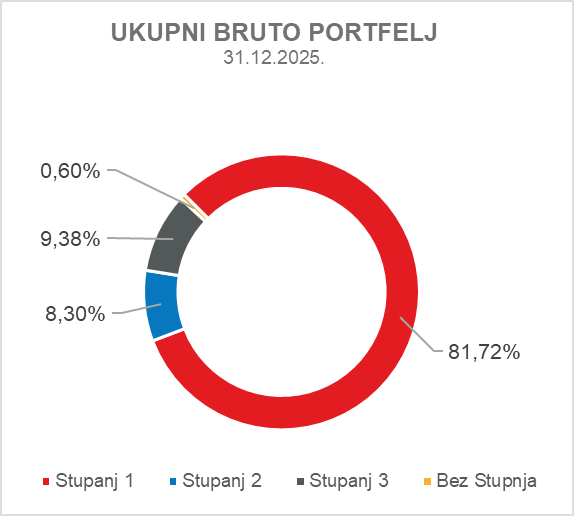 UKUPNI BRUTO PORTFELJ
31.12.2025.
0,60%
9,38%
8,30%
81,72%
Stupanj 1 Stupanj 2 Stupanj 3 Bez Stupnja